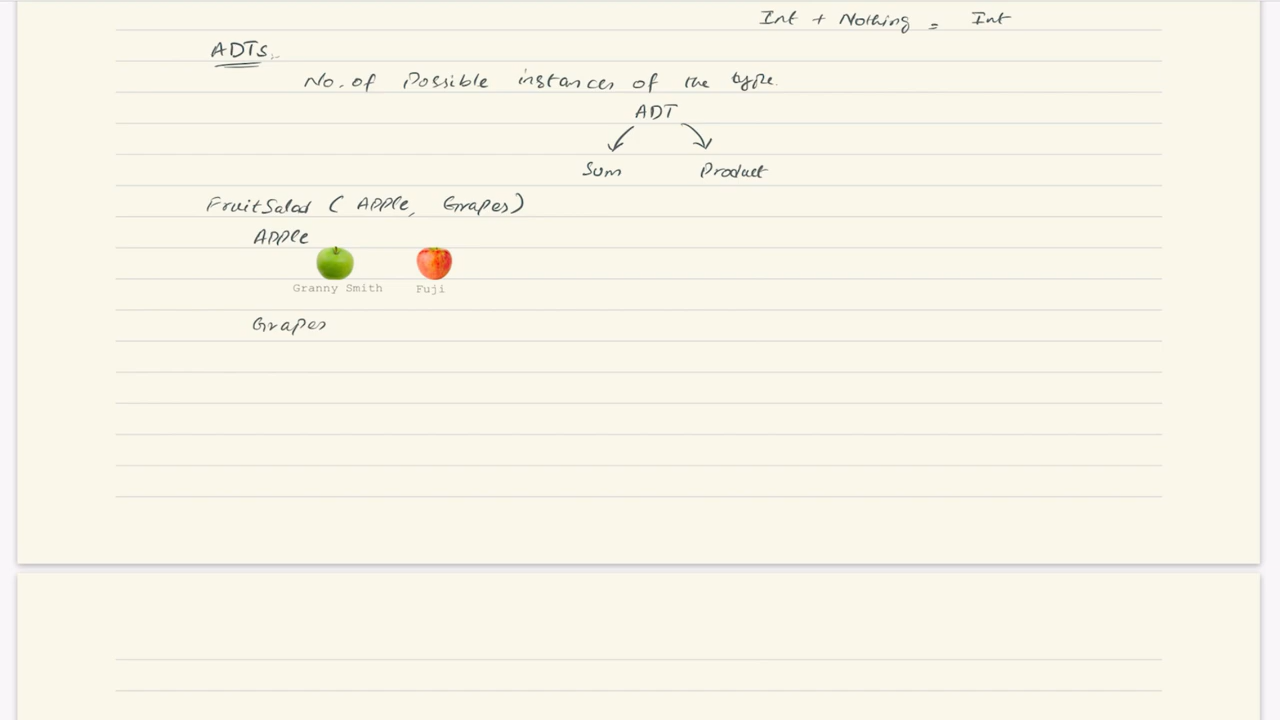 Int + Nothing = Int
ADTs.
No. of Possible instances of the type.
ADT
Sum Product
FruitSalad ( Apple, Grapes)
Apple
Granny Smith Fuji
Grapes